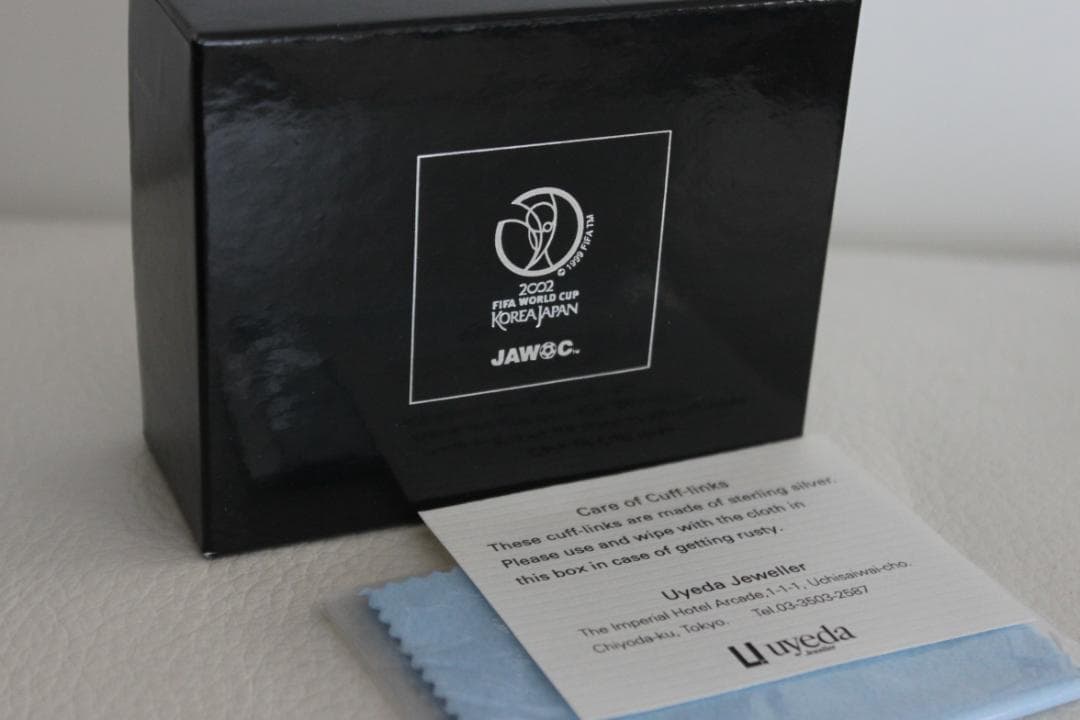 © 1999 FIFA TM
2002
FIFA WORLD CUP
KOREA JAPAN
JAWOC TM
Care of Cuff-links
These cuff-links are made of sterling silver.
Please use and wipe with the cloth in
this box in case of getting rusty.
Uyeda Jeweller
The Imperial Hotel Arcade,1-1-1, Uchisaiwai-cho.
Chiyoda-ku, Tokyo. Tel.03-3503-2587
uyeda
Jeweller